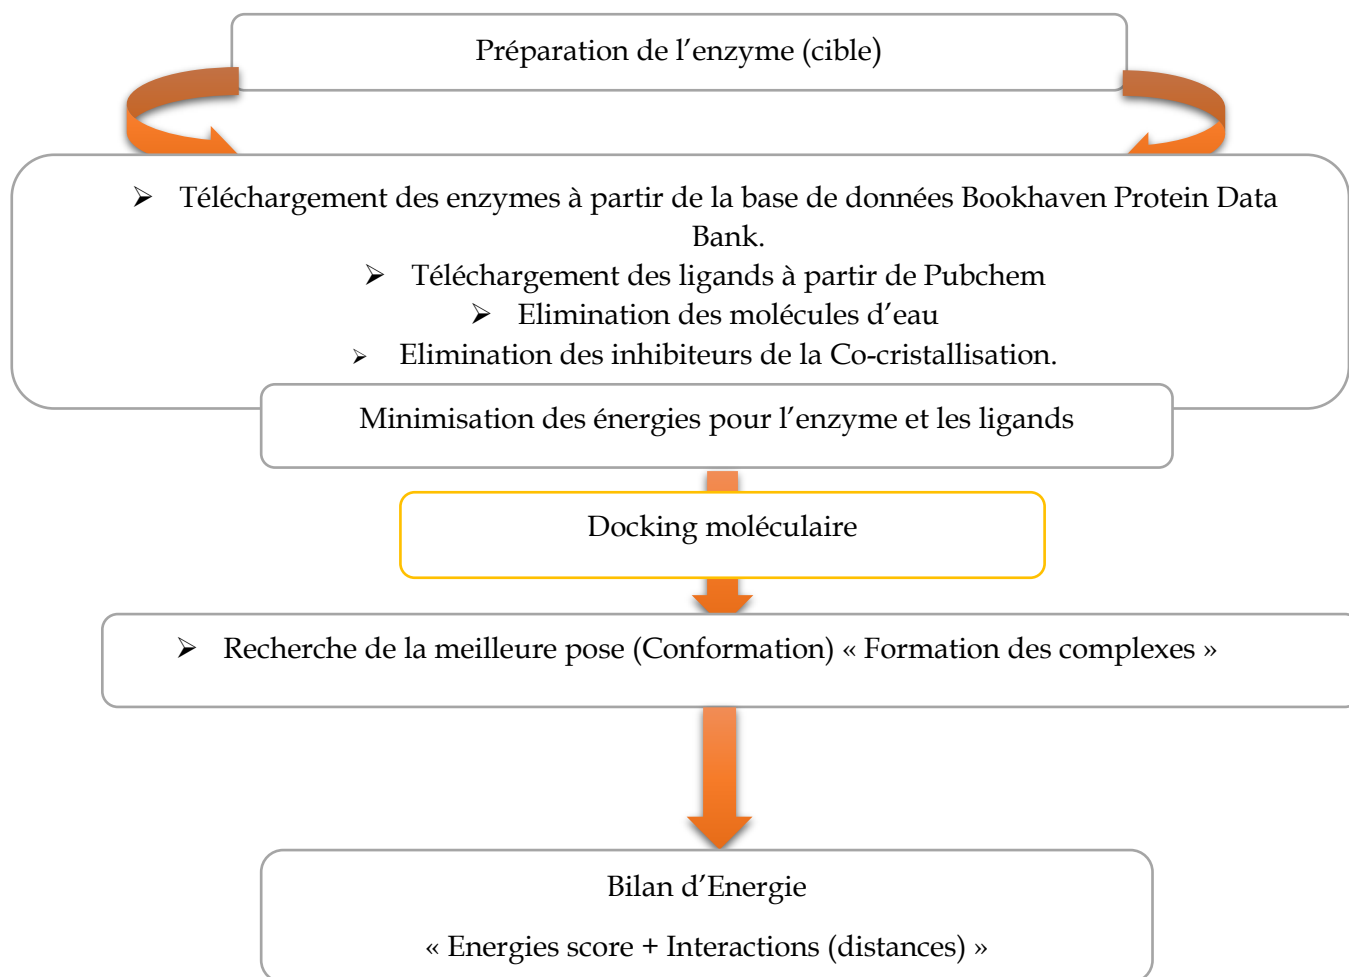 Préparation de l’enzyme (cible)
➢ Téléchargement des enzymes à partir de la base de données Bookhaven Protein Data
Bank.
➢ Téléchargement des ligands à partir de Pubchem
➢ Elimination des molécules d’eau
➢ Elimination des inhibiteurs de la Co-cristallisation.
Minimisation des énergies pour l’enzyme et les ligands
Docking moléculaire
➢ Recherche de la meilleure pose (Conformation) « Formation des complexes »
Bilan d’Energie
« Energies score + Interactions (distances) »